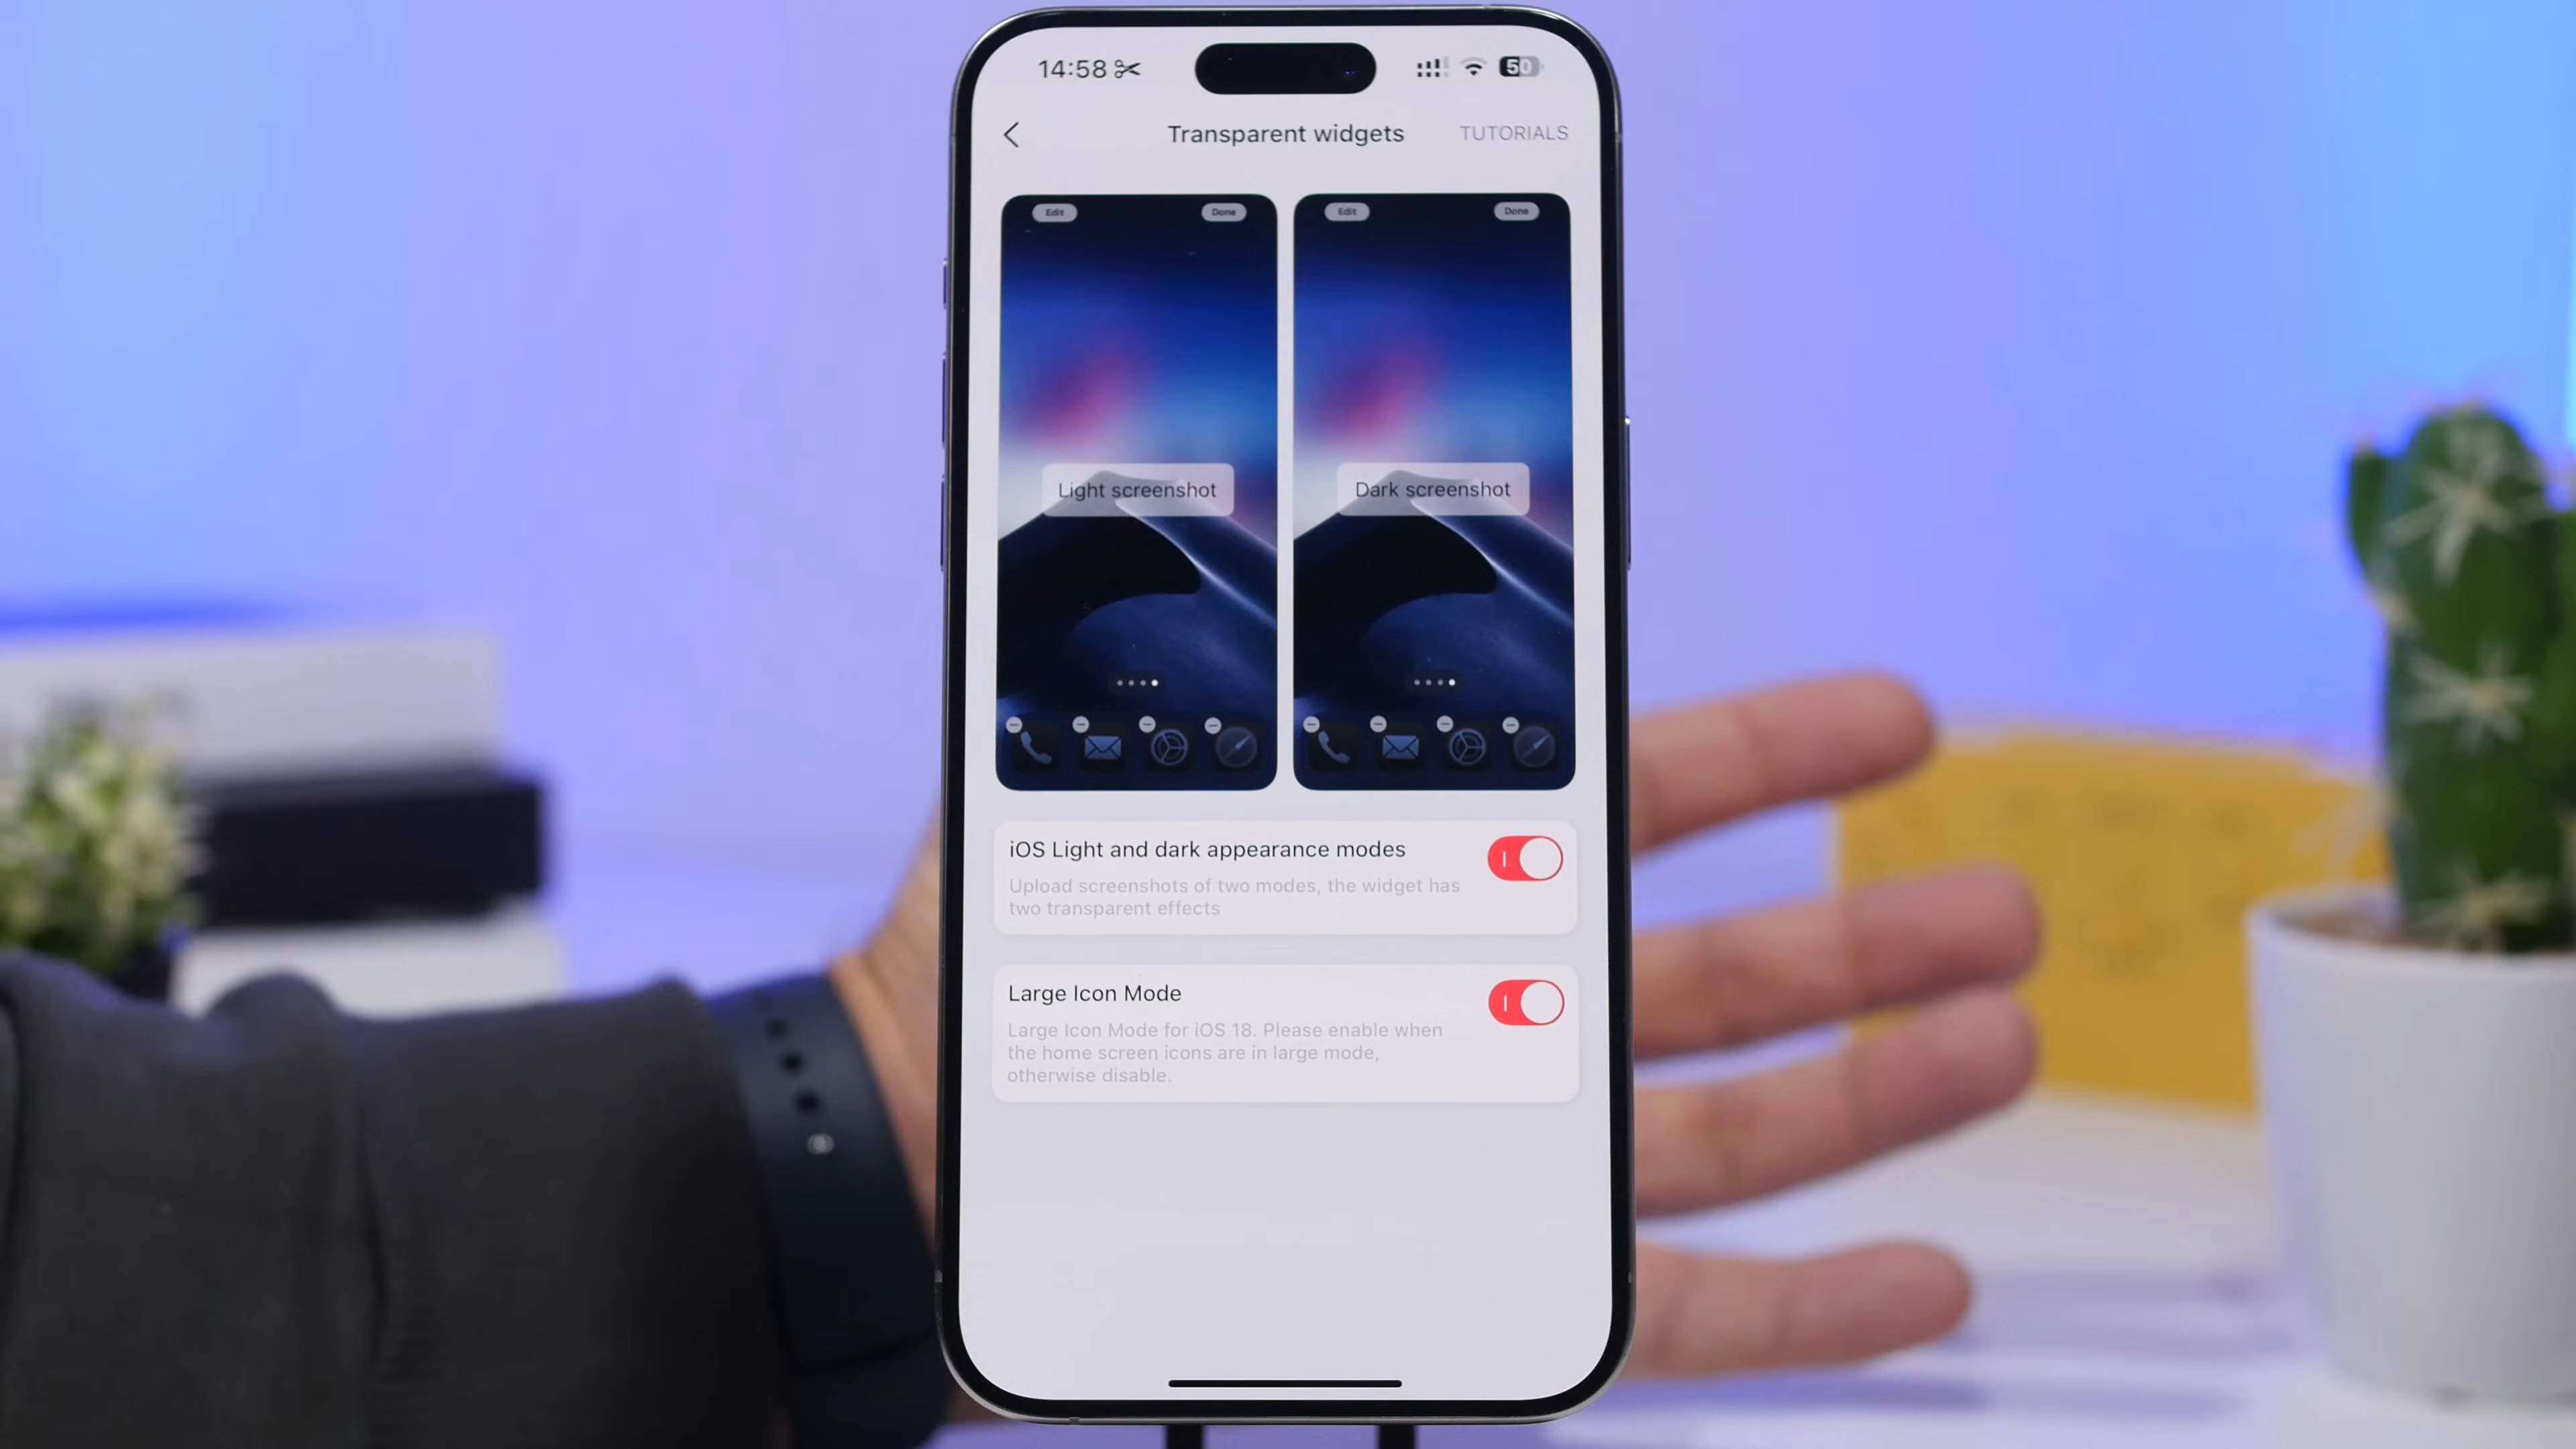 14:58
50
Transparent widgets
TUTORIALS
Edit
Done
Edit
Done
Light screenshot
Dark screenshot
iOS Light and dark appearance modes
Upload screenshots of two modes, the widget has
two transparent effects
Large Icon Mode
Large Icon Mode for iOS 18. Please enable when
the home screen icons are in large mode,
otherwise disable.